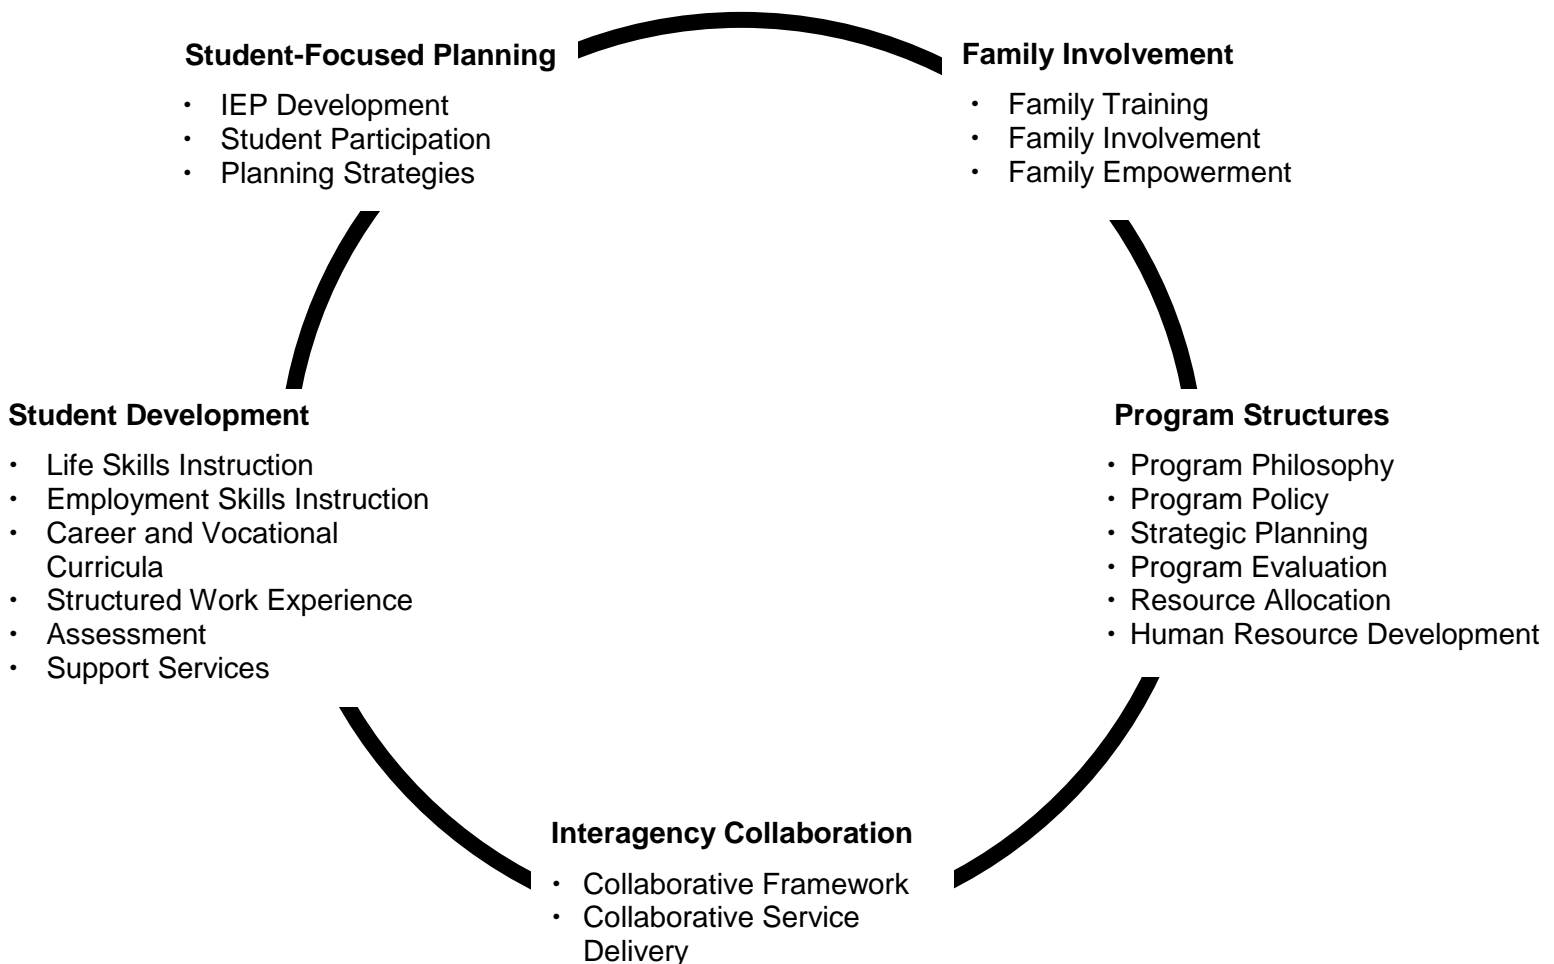 Student-Focused Planning
· IEP Development
· Student Participation
· Planning Strategies
Family Involvement
· Family Training
· Family Involvement
· Family Empowerment
Student Development
· Life Skills Instruction
· Employment Skills Instruction
· Career and Vocational
Curricula
· Structured Work Experience
· Assessment
· Support Services
Program Structures
· Program Philosophy
· Program Policy
· Strategic Planning
· Program Evaluation
· Resource Allocation
· Human Resource Development
Interagency Collaboration
· Collaborative Framework
· Collaborative Service
Delivery